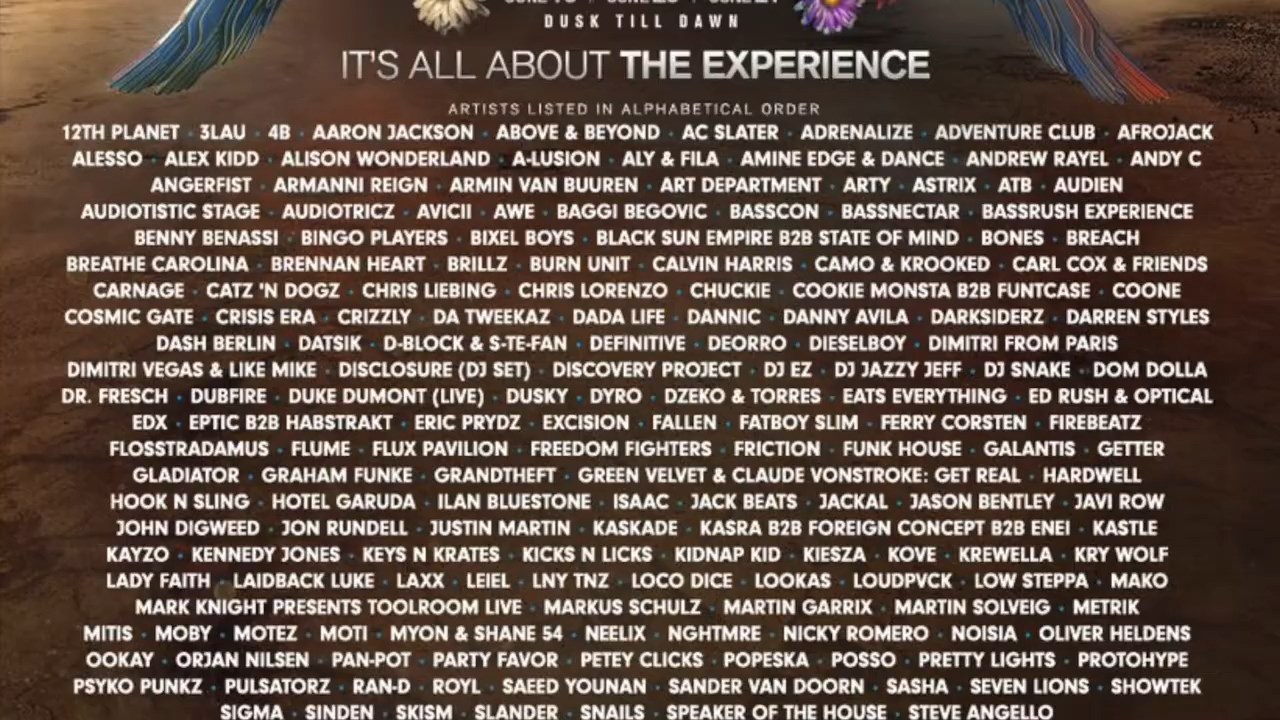 DUSK TILL DAWN
IT'S ALL ABOUT THE EXPERIENCE
ARTISTS LISTED IN ALPHABETICAL ORDER
12TH PLANET · 3LAU · 4B · AARON JACKSON · ABOVE & BEYOND · AC SLATER · ADRENALIZE · ADVENTURE CLUB · AFROJACK
ALESSO · ALEX KIDD · ALISON WONDERLAND · A-LUSION · ALY & FILA · AMINE EDGE & DANCE · ANDREW RAYEL · ANDY C
ANGERFIST · ARMANNI REIGN · ARMIN VAN BUUREN · ART DEPARTMENT · ARTY · ASTRIX · ATB · AUDIEN
AUDIOTISTIC STAGE · AUDIOTRICZ · AVICII · AWE · BAGGI BEGOVIC · BASSCON · BASSNECTAR · BASSRUSH EXPERIENCE
BENNY BENASSI · BINGO PLAYERS · BIXEL BOYS · BLACK SUN EMPIRE B2B STATE OF MIND · BONES · BREACH
BREATHE CAROLINA · BRENNAN HEART · BRILLZ · BURN UNIT · CALVIN HARRIS · CAMO & KROOKED · CARL COX & FRIENDS
CARNAGE · CATZ 'N DOGZ · CHRIS LIEBING · CHRIS LORENZO · CHUCKIE · COOKIE MONSTA B2B FUNTCASE · COONE
COSMIC GATE · CRISIS ERA · CRIZZLY · DA TWEEKAZ · DADA LIFE · DANNIC · DANNY AVILA · DARKSIDERZ · DARREN STYLES
DASH BERLIN · DATSIK · D-BLOCK & S-TE-FAN · DEFINITIVE · DEORRO · DIESELBOY · DIMITRI FROM PARIS
DIMITRI VEGAS & LIKE MIKE · DISCLOSURE (DJ SET) · DISCOVERY PROJECT · DJ EZ · DJ JAZZY JEFF · DJ SNAKE · DOM DOLLA
DR. FRESCH · DUBFIRE · DUKE DUMONT (LIVE) · DUSKY · DYRO · DZEKO & TORRES · EATS EVERYTHING · ED RUSH & OPTICAL
EDX · EPTIC B2B HABSTRAKT · ERIC PRYDZ · EXCISION · FALLEN · FATBOY SLIM · FERRY CORSTEN · FIREBEATZ
FLOSSTRADAMUS · FLUME · FLUX PAVILION · FREEDOM FIGHTERS · FRICTION · FUNK HOUSE · GALANTIS · GETTER
GLADIATOR · GRAHAM FUNKE · GRANDTHEFT · GREEN VELVET & CLAUDE VONSTROKE: GET REAL · HARDWELL
HOOK N SLING · HOTEL GARUDA · ILAN BLUESTONE · ISAAC · JACK BEATS · JACKAL · JASON BENTLEY · JAVI ROW
JOHN DIGWEED · JON RUNDELL · JUSTIN MARTIN · KASKADE · KASRA B2B FOREIGN CONCEPT B2B ENEI · KASTLE
KAYZO · KENNEDY JONES · KEYS N KRATES · KICKS N LICKS · KIDNAP KID · KIESZA · KOVE · KREWELLA · KRY WOLF
LADY FAITH · LAIDBACK LUKE · LAXX · LEIEL · LNY TNZ · LOCO DICE · LOOKAS · LOUDPVCK · LOW STEPPA · MAKO
MARK KNIGHT PRESENTS TOOLROOM LIVE · MARKUS SCHULZ · MARTIN GARRIX · MARTIN SOLVEIG · METRIK
MITIS · MOBY · MOTEZ · MOTI · MYON & SHANE 54 · NEELIX · NGHTMRE · NICKY ROMERO · NOISIA · OLIVER HELDENS
OOKAY · ORJAN NILSEN · PAN-POT · PARTY FAVOR · PETEY CLICKS · POPESKA · POSSO · PRETTY LIGHTS · PROTOHYPE
PSYKO PUNKZ · PULSATORZ · RAN-D · ROYL · SAEED YOUNAN · SANDER VAN DOORN · SASHA · SEVEN LIONS · SHOWTEK
SIGMA · SINDEN · SKISM · SLANDER · SNAILS · SPEAKER OF THE HOUSE · STEVE ANGELLO